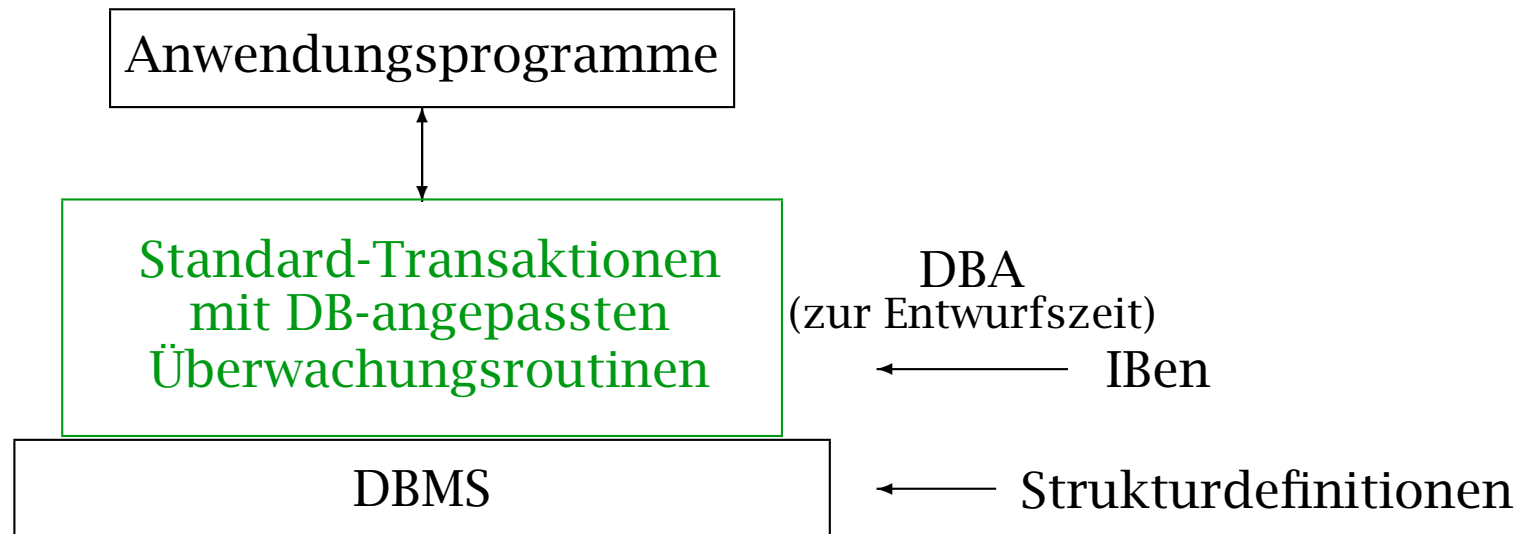 Anwendungsprogramme
Standard-Transaktionen
mit DB-angepassten
Überwachungsroutinen
DBA
(zur Entwurfszeit)
IBen
DBMS
Strukturdefinitionen